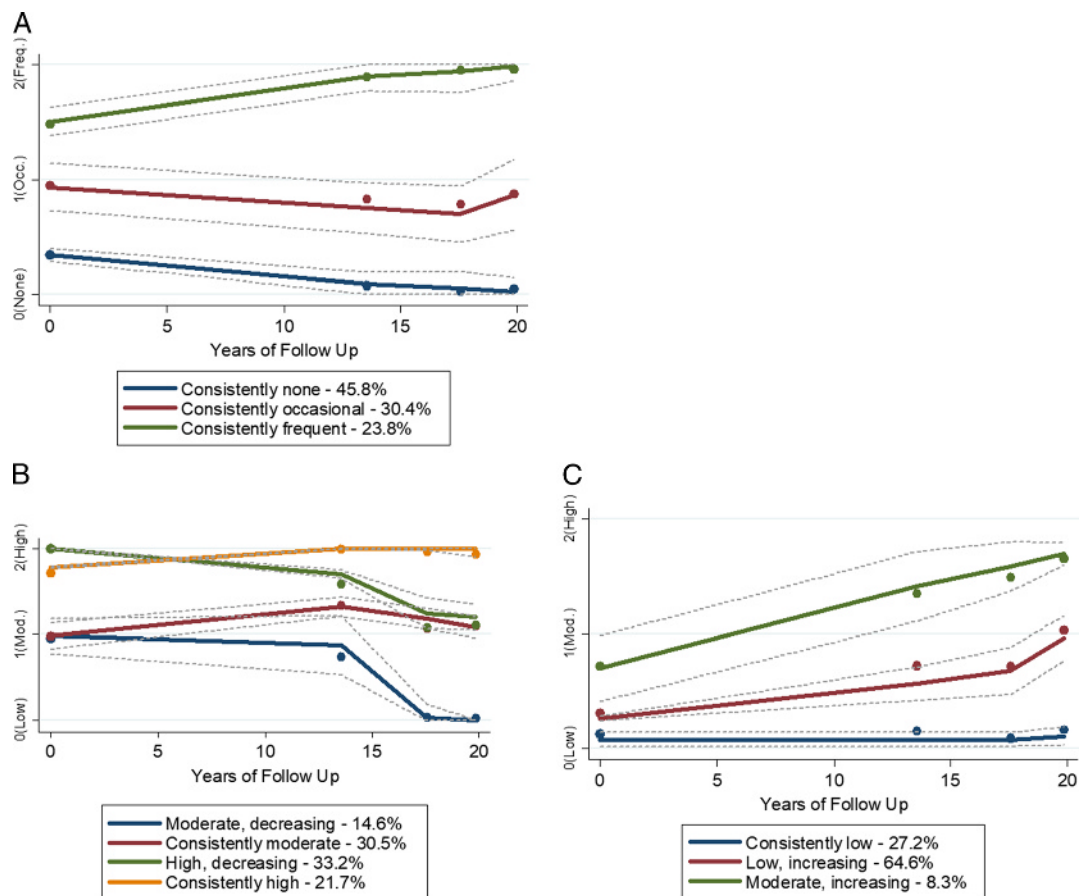 A
2(Freq.)
1(Occ.)
0(None)
0 5 10 15 20
Years of Follow Up
Consistently none - 45.8%
Consistently occasional - 30.4%
Consistently frequent - 23.8%
B
2(High)
1(Mod.)
0(Low)
0 5 10 15 20
Years of Follow Up
Moderate, decreasing - 14.6%
Consistently moderate - 30.5%
High, decreasing - 33.2%
Consistently high - 21.7%
C
2(High)
1(Mod.)
0(Low)
0 5 10 15 20
Years of Follow Up
Consistently low - 27.2%
Low, increasing - 64.6%
Moderate, increasing - 8.3%